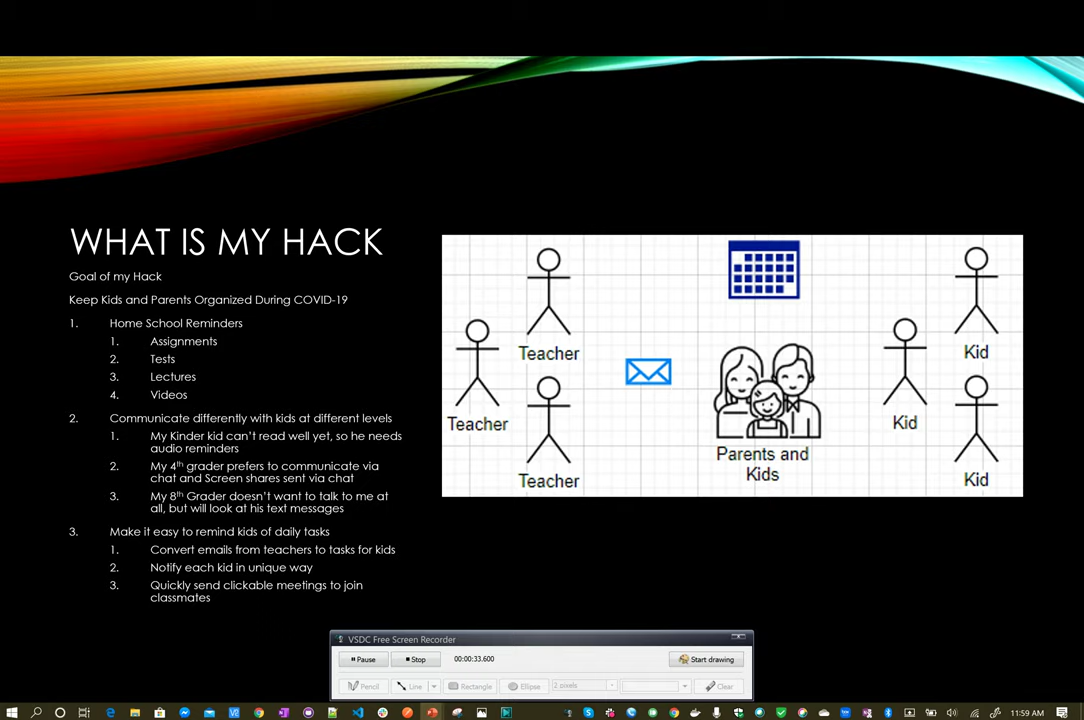 WHAT IS MY HACK
Goal of my Hack
Keep Kids and Parents Organized During COVID-19
1. Home School Reminders
1. Assignments
2. Tests
3. Lectures
4. Videos
2. Communicate differently with kids at different levels
1. My Kinder kid can't read well yet, so he needs
audio reminders
2. My 4th grader prefers to communicate via
chat and Screen shares sent via chat
3. My 8th Grader doesn't want to talk to me at
all, but will look at his text messages
3. Make it easy to remind kids of daily tasks
1. Convert emails from teachers to tasks for kids
2. Notify each kid in unique way
3. Quickly send clickable meetings to join
classmates
Teacher
Teacher
Teacher
Parents and
Kids
Kid
Kid
Kid
VSDC Free Screen Recorder
Pause Stop 00:00:33.600 Start drawing
Pencil Line Rectangle Ellipse 2 pixels Clear
11:59 AM